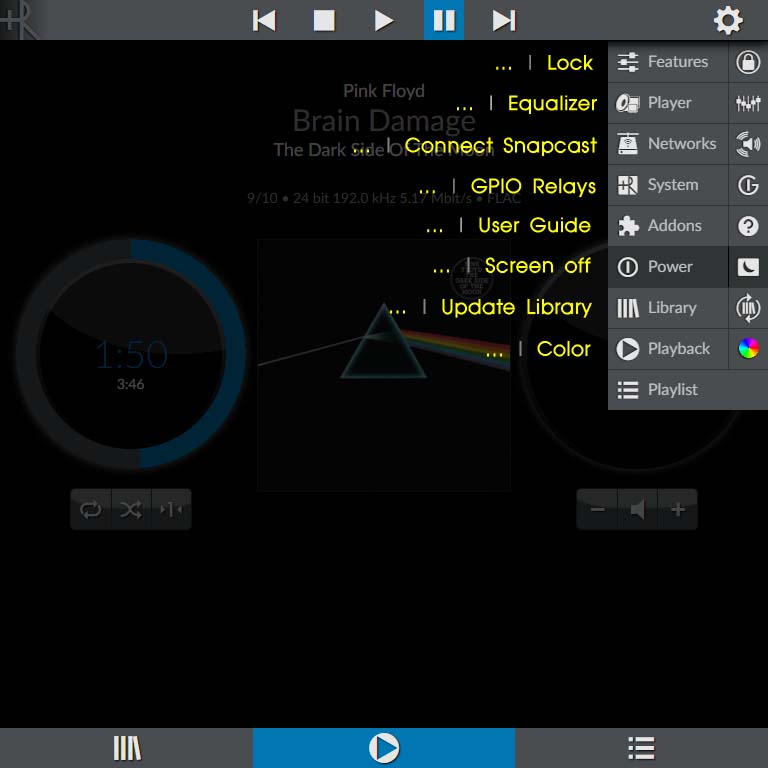 ... | Lock
Features
Pink Floyd
... | Equalizer
Player
Brain Damage
... | Connect Snapcast
Networks
The Dark Side Of The Moon
... | GPIO Relays
System
9/10 • 24 bit 192.0 kHz 5.17 Mbit/s • FLAC
... | User Guide
Addons
... | Screen off
Power
... | Update Library
Library
... | Color
Playback
1:50
3:46
Playlist
1